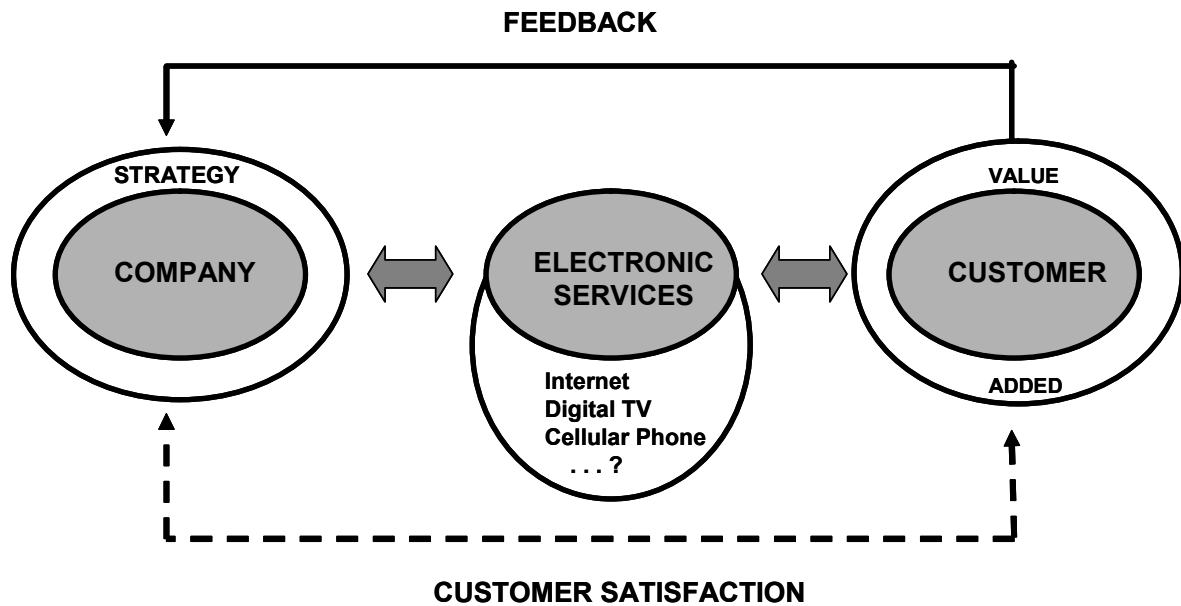 FEEDBACK
STRATEGY
COMPANY
ELECTRONIC
SERVICES
Internet
Digital TV
Cellular Phone
. . . ?
VALUE
CUSTOMER
ADDED
CUSTOMER SATISFACTION